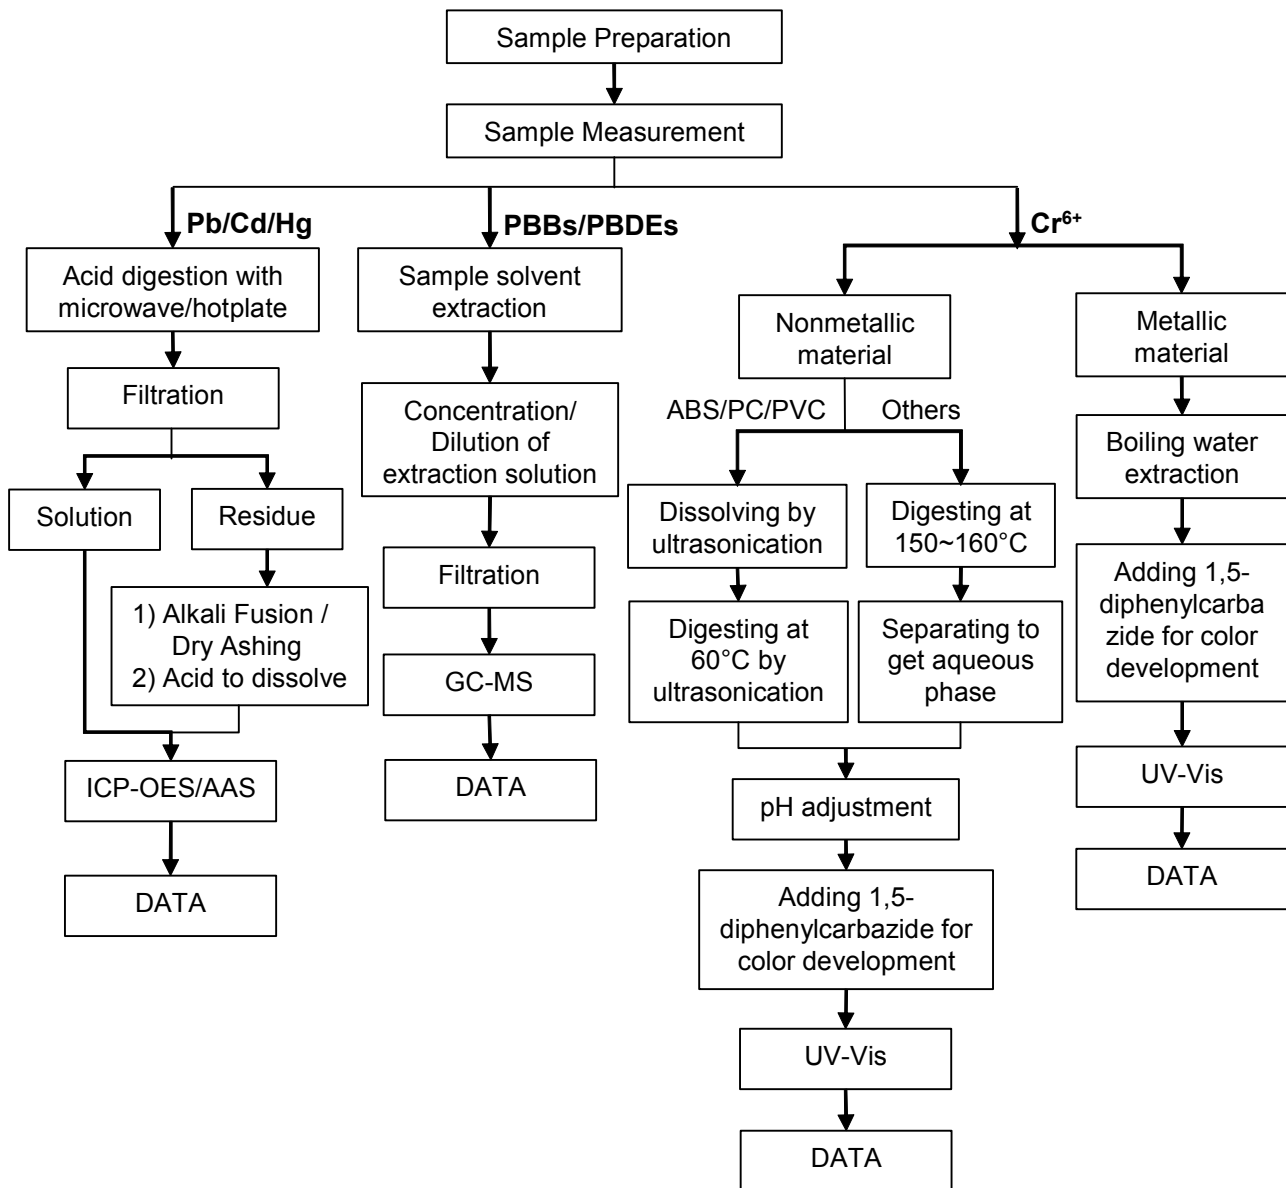 Sample Preparation
Sample Measurement
Pb/Cd/Hg
PBBs/PBDEs
Cr⁶⁺
Acid digestion with
microwave/hotplate
Filtration
Solution
Residue
1) Alkali Fusion /
Dry Ashing
2) Acid to dissolve
ICP-OES/AAS
DATA
Sample solvent
extraction
Concentration/
Dilution of
extraction solution
Filtration
GC-MS
DATA
Nonmetallic
material
ABS/PC/PVC
Others
Dissolving by
ultrasonication
Digesting at
60°C by
ultrasonication
Digesting at
150~160°C
Separating to
get aqueous
phase
pH adjustment
Adding 1,5-
diphenylcarbazide for
color development
UV-Vis
DATA
Metallic
material
Boiling water
extraction
Adding 1,5-
diphenylcarba
zide for color
development
UV-Vis
DATA